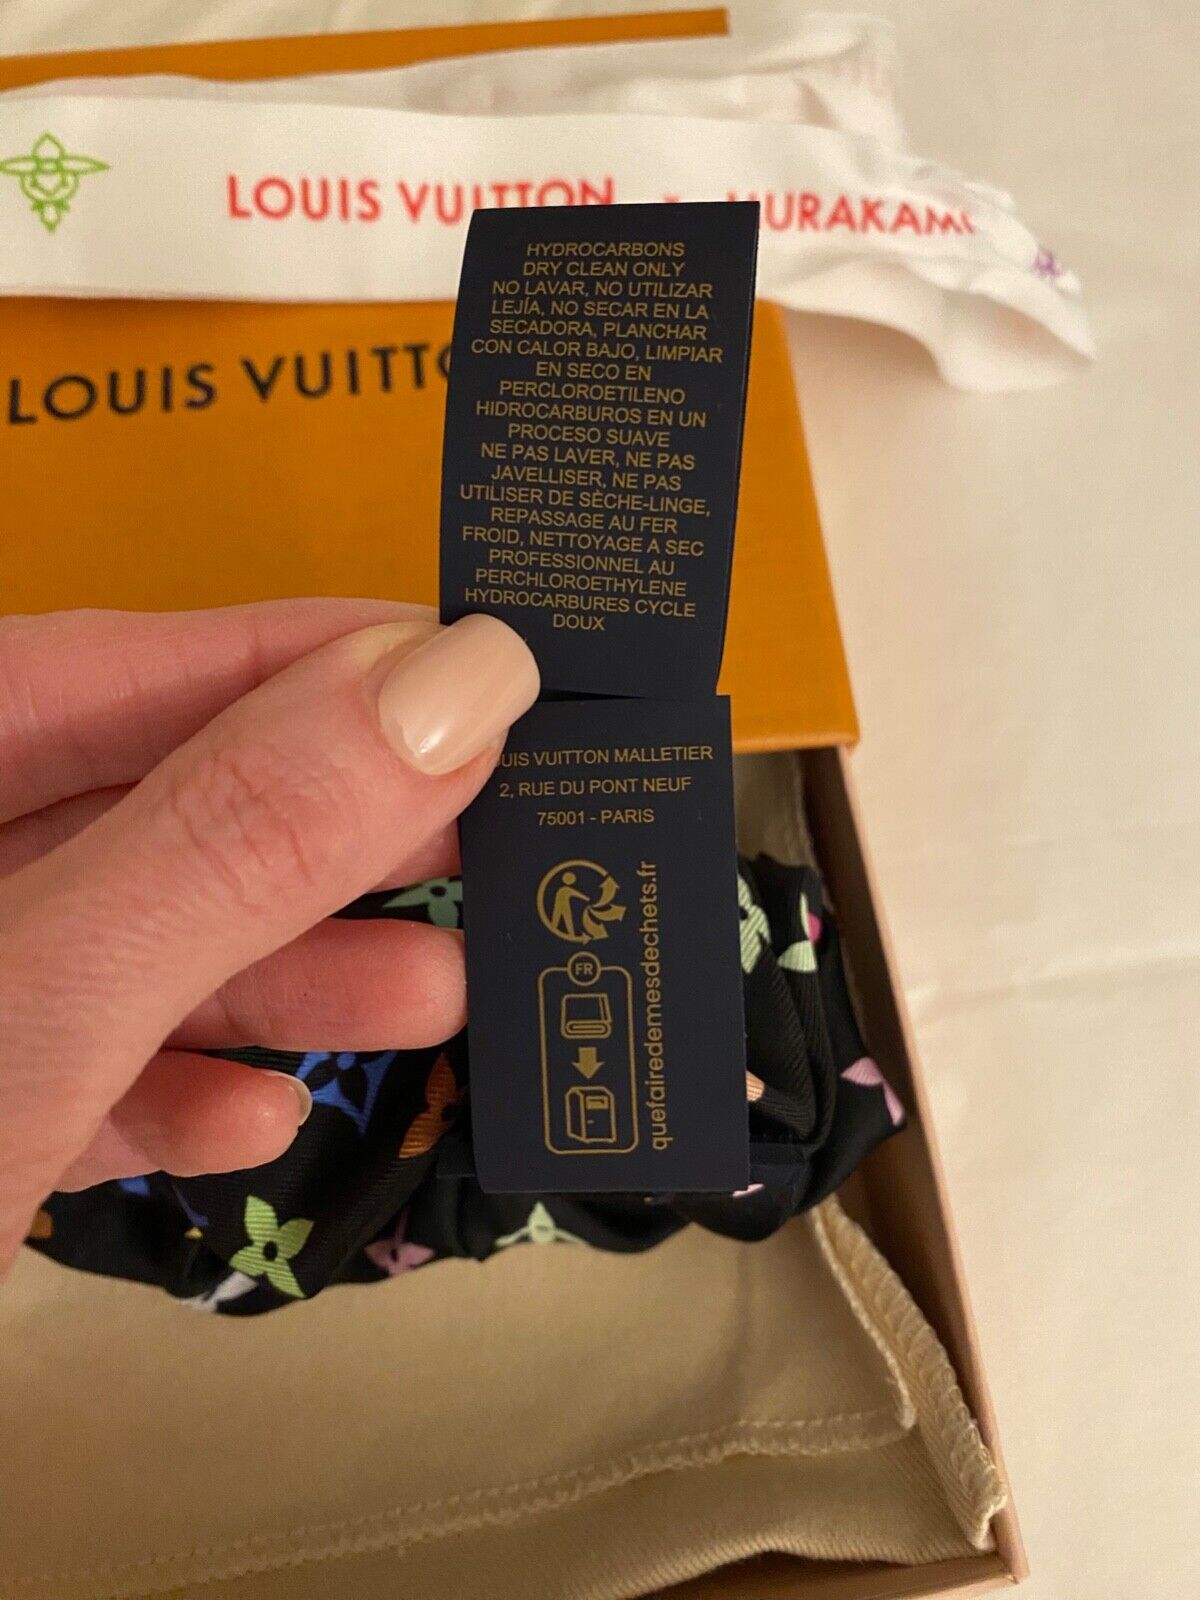 LOUIS VUITTON
LOUIS VUITT
HYDROCARBONS
DRY CLEAN ONLY
NO LAVAR, NO UTILIZAR
LEJÍA, NO SECAR EN LA
SECADORA, PLANCHAR
CON CALOR BAJO, LIMPIAR
EN SECO EN
PERCLOROETILENO
HIDROCARBUROS EN UN
PROCESO SUAVE
NE PAS LAVER, NE PAS
JAVELLISER, NE PAS
UTILISER DE SÈCHE-LINGE,
REPASSAGE AU FER
FROID, NETTOYAGE A SEC
PROFESSIONNEL AU
PERCHLOROETHYLENE
HYDROCARBURES CYCLE
DOUX
UIS VUITTON MALLETIER
2, RUE DU PONT NEUF
75001 - PARIS
FR
quefairedemesdechets.fr